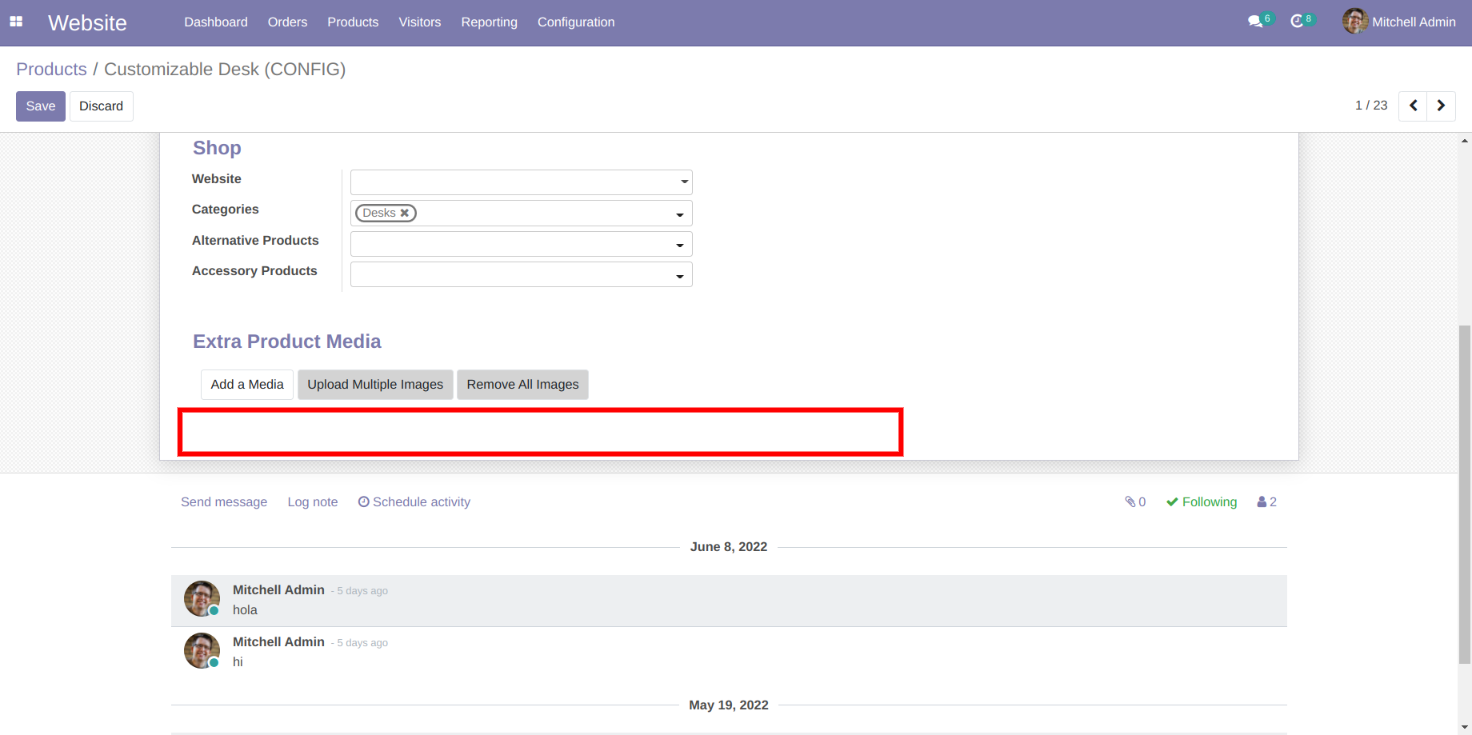 Website Dashboard Orders Products Visitors Reporting Configuration 6 8 Mitchell Admin
Products / Customizable Desk (CONFIG)
Save Discard 1 / 23
Shop
Website
Categories Desks
Alternative Products
Accessory Products
Extra Product Media
Add a Media Upload Multiple Images Remove All Images
Send message Log note Schedule activity 0 Following 2
June 8, 2022
Mitchell Admin - 5 days ago
hola
Mitchell Admin - 5 days ago
hi
May 19, 2022